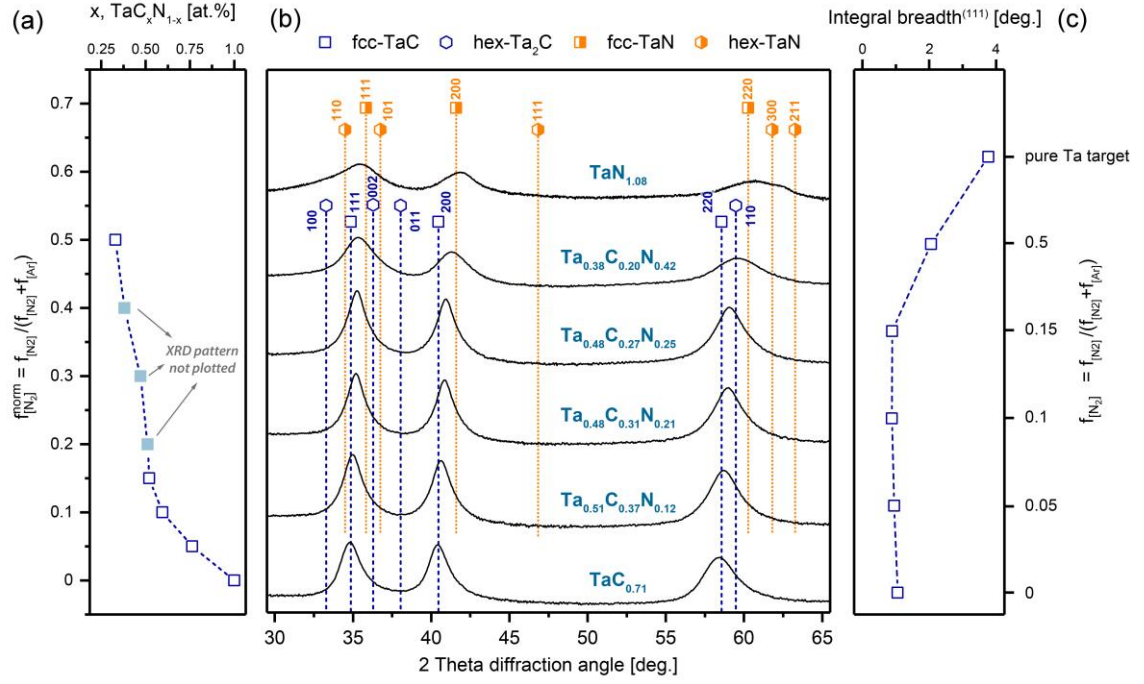 (a)
x, TaCxN1-x [at.%]
0.25 0.50 0.75 1.0
f[N2]norm = f[N2]/(f[N2]+f[Ar])
0.7
0.6
0.5
0.4
0.3
0.2
0.1
0
XRD pattern
not plotted
(b)
fcc-TaC hex-Ta2C fcc-TaN hex-TaN
110 111 101 200 111 220 300 211
TaN1.08
100 111 002 011 200 220 110
Ta0.38C0.20N0.42
Ta0.48C0.27N0.25
Ta0.48C0.31N0.21
Ta0.51C0.37N0.12
TaC0.71
30 35 40 45 50 55 60 65
2 Theta diffraction angle [deg.]
Integral breadth(111) [deg.]
(c)
0 2 4
pure Ta target
0.5
0.15
0.1
0.05
0
f[N2] = f[N2]/(f[N2]+f[Ar])